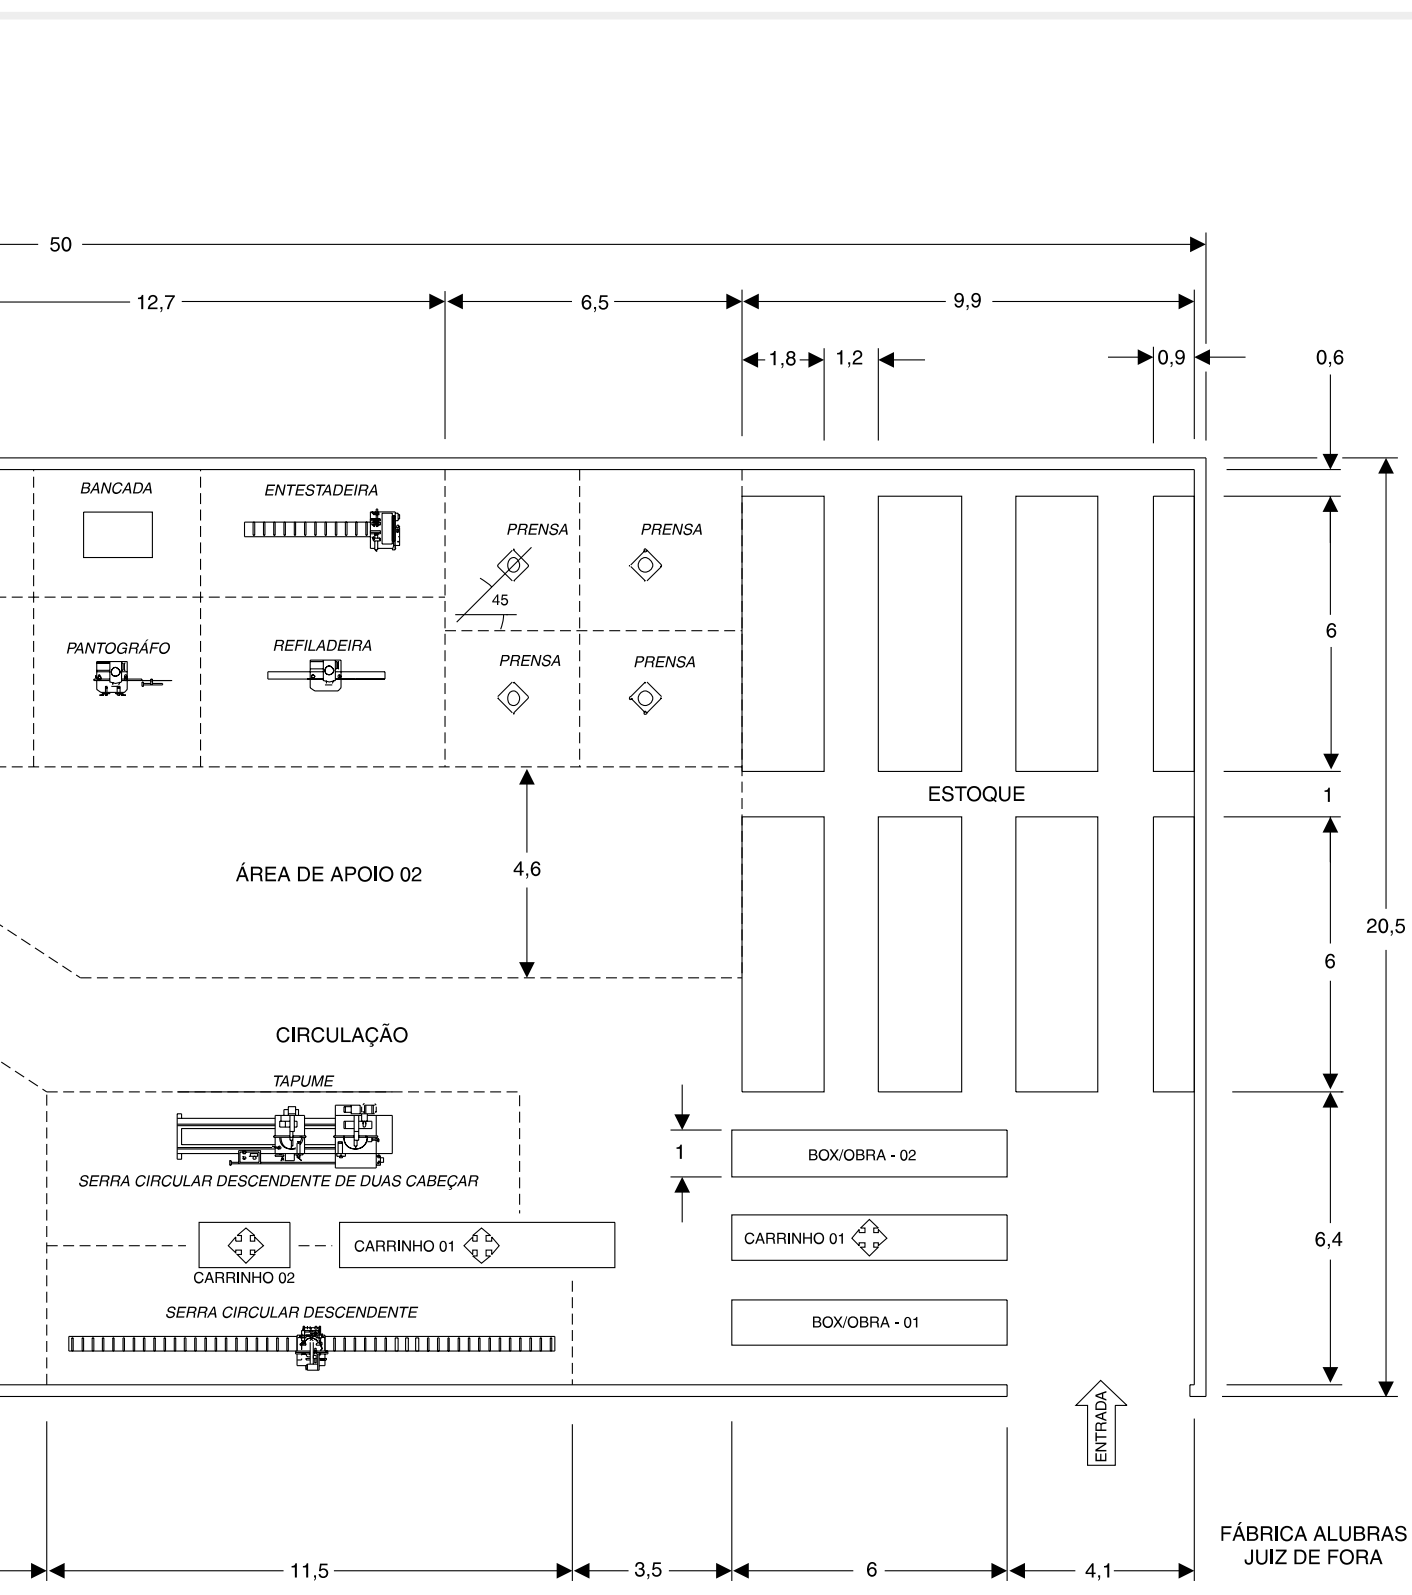 50
12,7
6,5
9,9
1,8
1,2
0,9
0,6
BANCADA
ENTESTADEIRA
PRENSA
PRENSA
45
6
PANTOGRÁFO
REFILADEIRA
PRENSA
PRENSA
ESTOQUE
1
ÁREA DE APOIO 02
4,6
20,5
6
CIRCULAÇÃO
TAPUME
1
BOX/OBRA - 02
SERRA CIRCULAR DESCENDENTE DE DUAS CABEÇAR
CARRINHO 01
CARRINHO 01
6,4
CARRINHO 02
SERRA CIRCULAR DESCENDENTE
BOX/OBRA - 01
ENTRADA
FÁBRICA ALUBRAS
JUIZ DE FORA
11,5
3,5
6
4,1